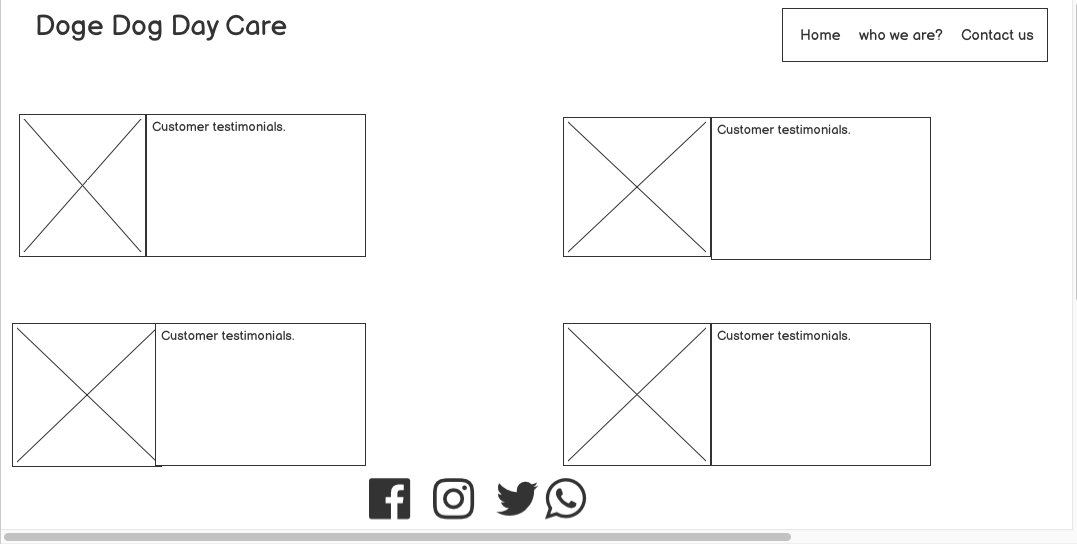 Doge Dog Day Care
Home who we are? Contact us
Customer testimonials.
Customer testimonials.
Customer testimonials.
Customer testimonials.